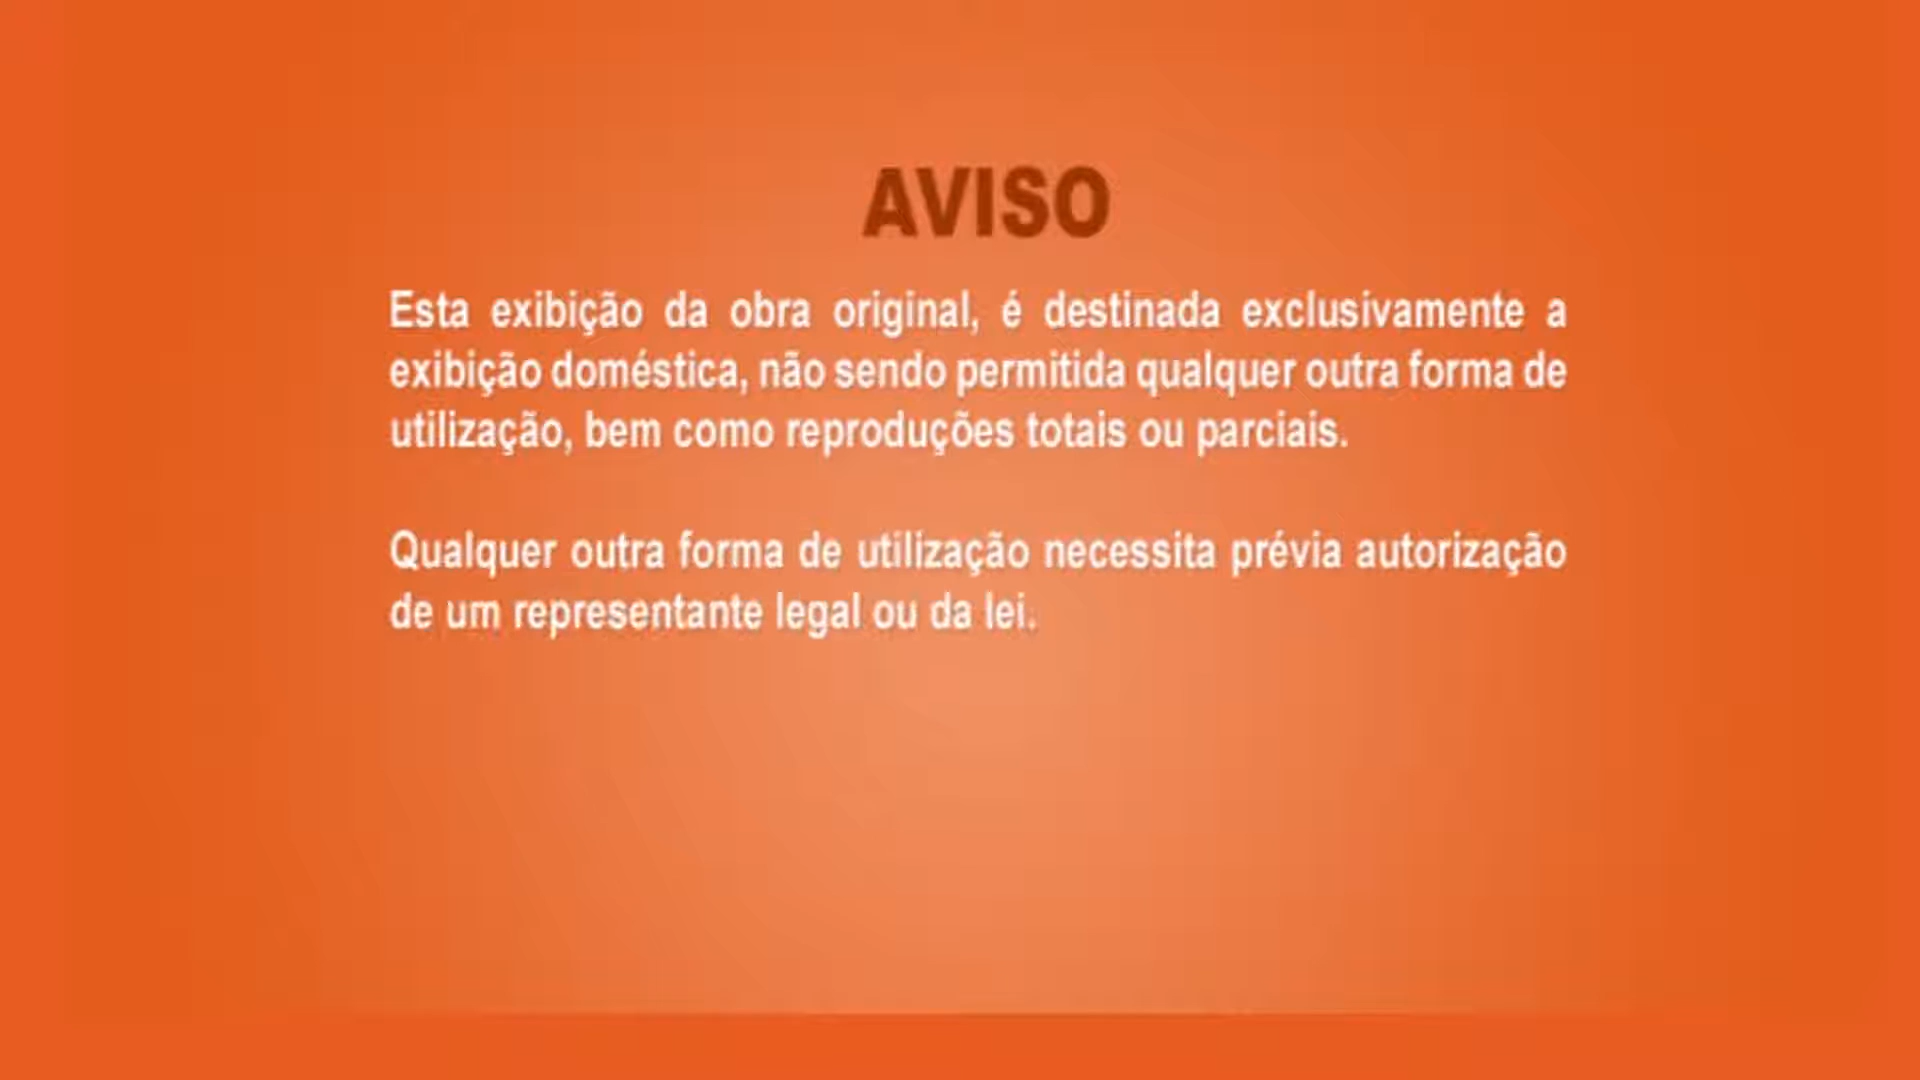 AVISO
Esta exibição da obra original, é destinada exclusivamente a
exibição doméstica, não sendo permitida qualquer outra forma de
utilização, bem como reproduções totais ou parciais.
Qualquer outra forma de utilização necessita prévia autorização
de um representante legal ou da lei.